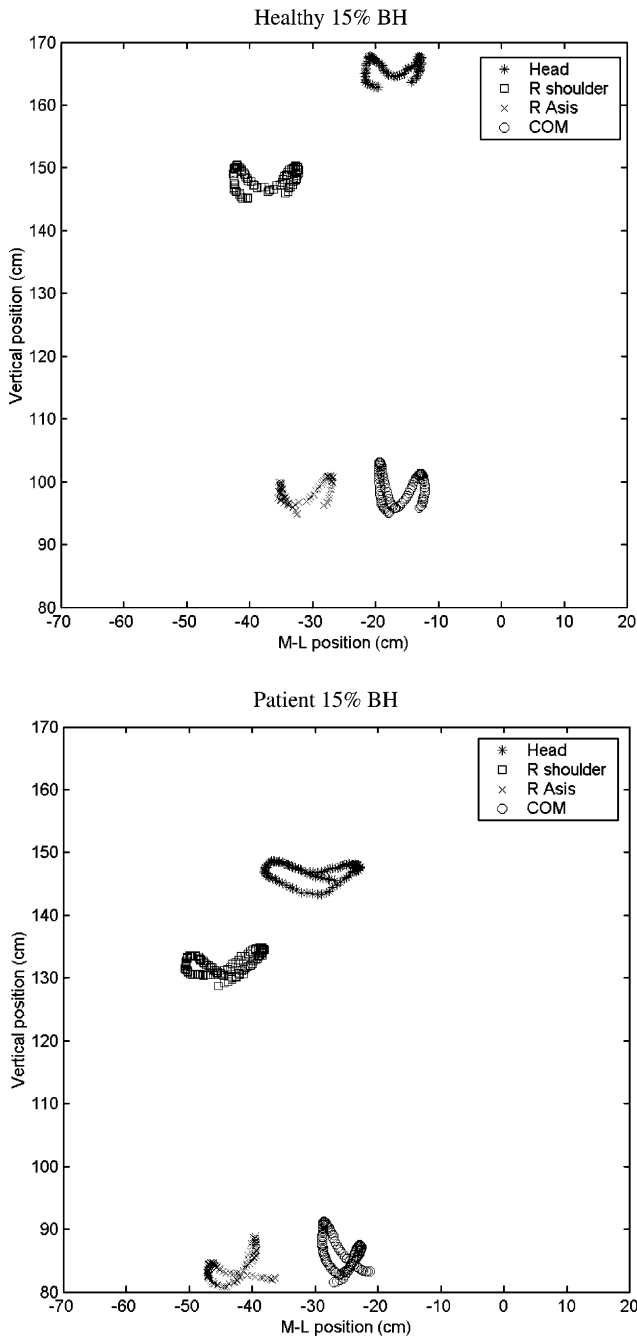 Healthy 15% BH
170
160
150
140
130
120
110
100
90
80
Vertical position (cm)
Head
R shoulder
R Asis
COM
-70 -60 -50 -40 -30 -20 -10 0 10 20
M-L position (cm)
Patient 15% BH
170
160
150
140
130
120
110
100
90
80
Vertical position (cm)
Head
R shoulder
R Asis
COM
-70 -60 -50 -40 -30 -20 -10 0 10 20
M-L position (cm)